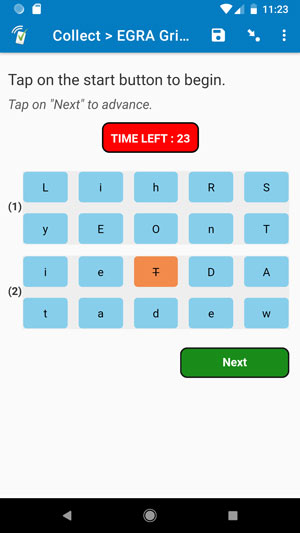 11:23
Collect > EGRA Gri...
Tap on the start button to begin.
Tap on "Next" to advance.
TIME LEFT : 23
L i h R S
(1)
y E O n T
i e T D A
(2)
t a d e w
Next